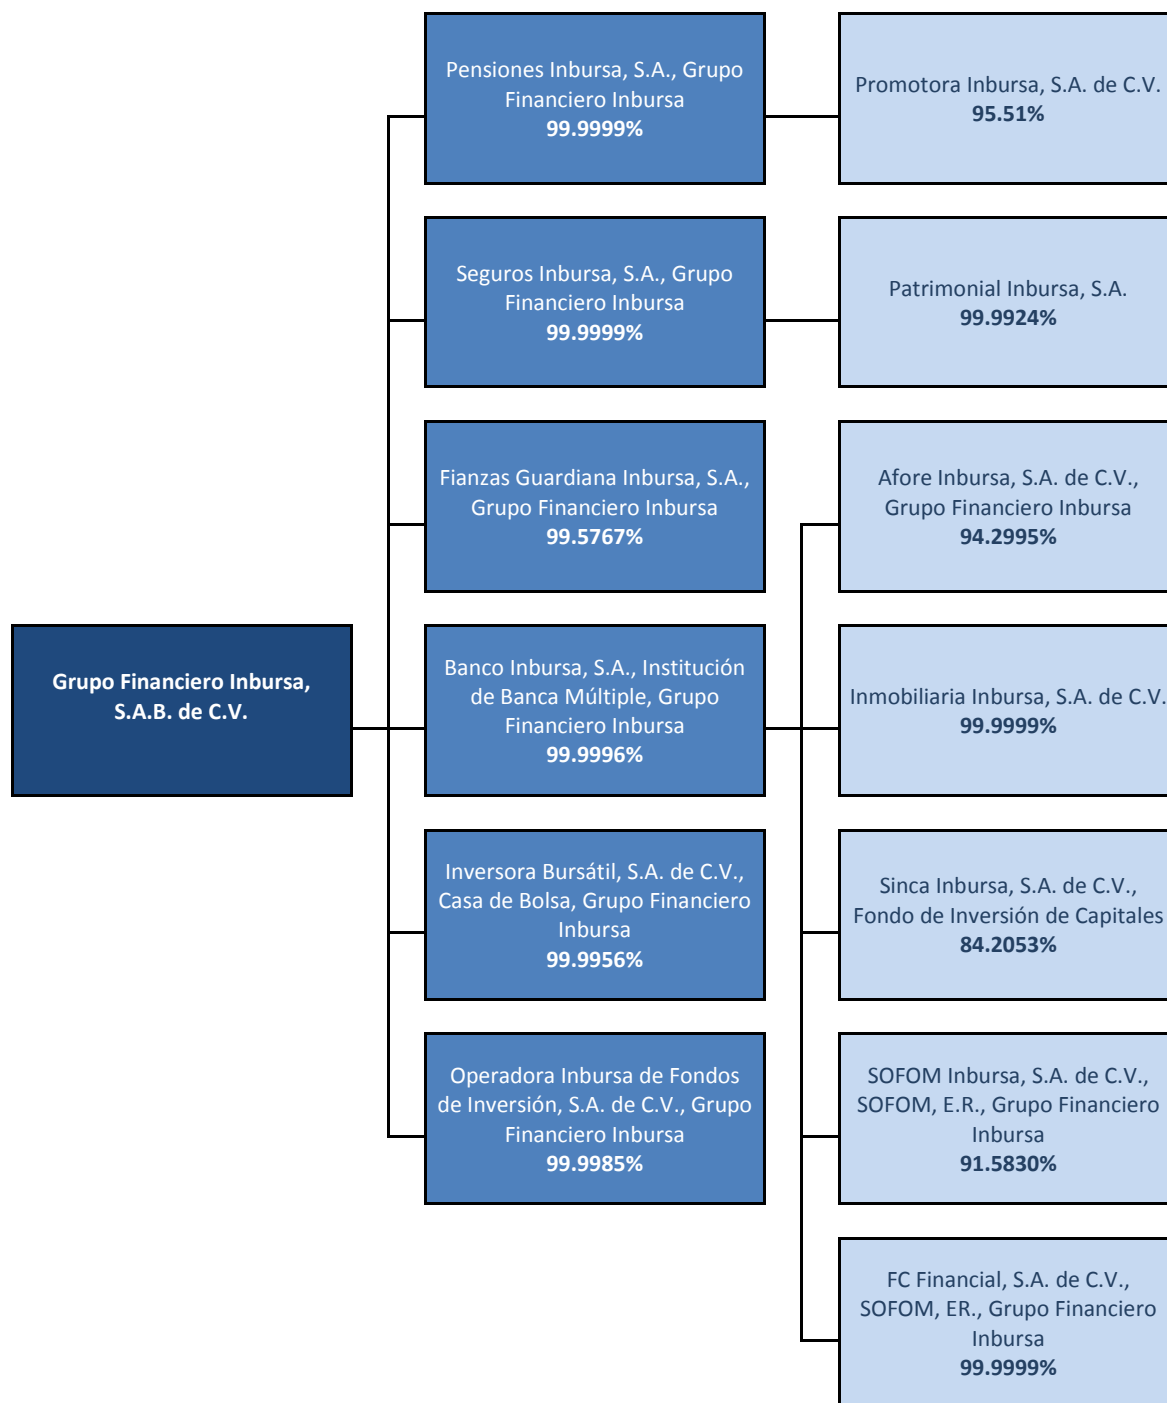 Pensiones Inbursa, S.A., Grupo
Financiero Inbursa
99.9999%
Promotora Inbursa, S.A. de C.V.
95.51%
Seguros Inbursa, S.A., Grupo
Financiero Inbursa
99.9999%
Patrimonial Inbursa, S.A.
99.9924%
Fianzas Guardiana Inbursa, S.A.,
Grupo Financiero Inbursa
99.5767%
Afore Inbursa, S.A. de C.V.,
Grupo Financiero Inbursa
94.2995%
Grupo Financiero Inbursa,
S.A.B. de C.V.
Banco Inbursa, S.A., Institución
de Banca Múltiple, Grupo
Financiero Inbursa
99.9996%
Inmobiliaria Inbursa, S.A. de C.V.
99.9999%
Inversora Bursátil, S.A. de C.V.,
Casa de Bolsa, Grupo Financiero
Inbursa
99.9956%
Sinca Inbursa, S.A. de C.V.,
Fondo de Inversión de Capitales
84.2053%
Operadora Inbursa de Fondos
de Inversión, S.A. de C.V., Grupo
Financiero Inbursa
99.9985%
SOFOM Inbursa, S.A. de C.V.,
SOFOM, E.R., Grupo Financiero
Inbursa
91.5830%
FC Financial, S.A. de C.V.,
SOFOM, ER., Grupo Financiero
Inbursa
99.9999%